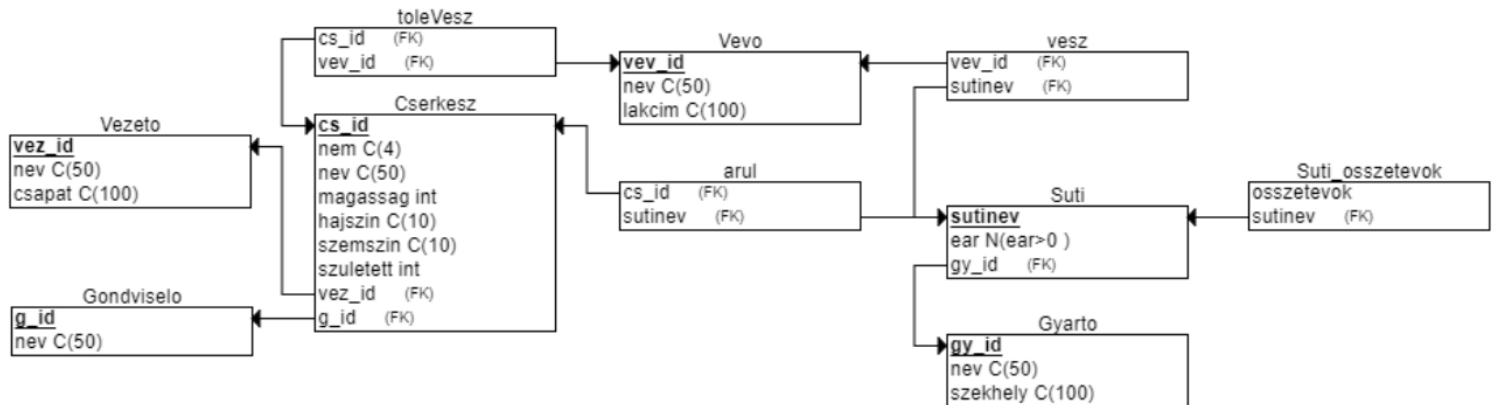 toleVesz
cs_id (FK)
vev_id (FK)
Vevo
vev_id
nev C(50)
lakcim C(100)
vesz
vev_id (FK)
sutinev (FK)
Vezeto
vez_id
nev C(50)
csapat C(100)
Cserkesz
cs_id
nem C(4)
nev C(50)
magassag int
hajszin C(10)
szemszin C(10)
szuletett int
vez_id (FK)
g_id (FK)
arul
cs_id (FK)
sutinev (FK)
Suti
sutinev
ear N(ear>0 )
gy_id (FK)
Suti_osszetevok
osszetevok
sutinev (FK)
Gondviselo
g_id
nev C(50)
Gyarto
gy_id
nev C(50)
szekhely C(100)